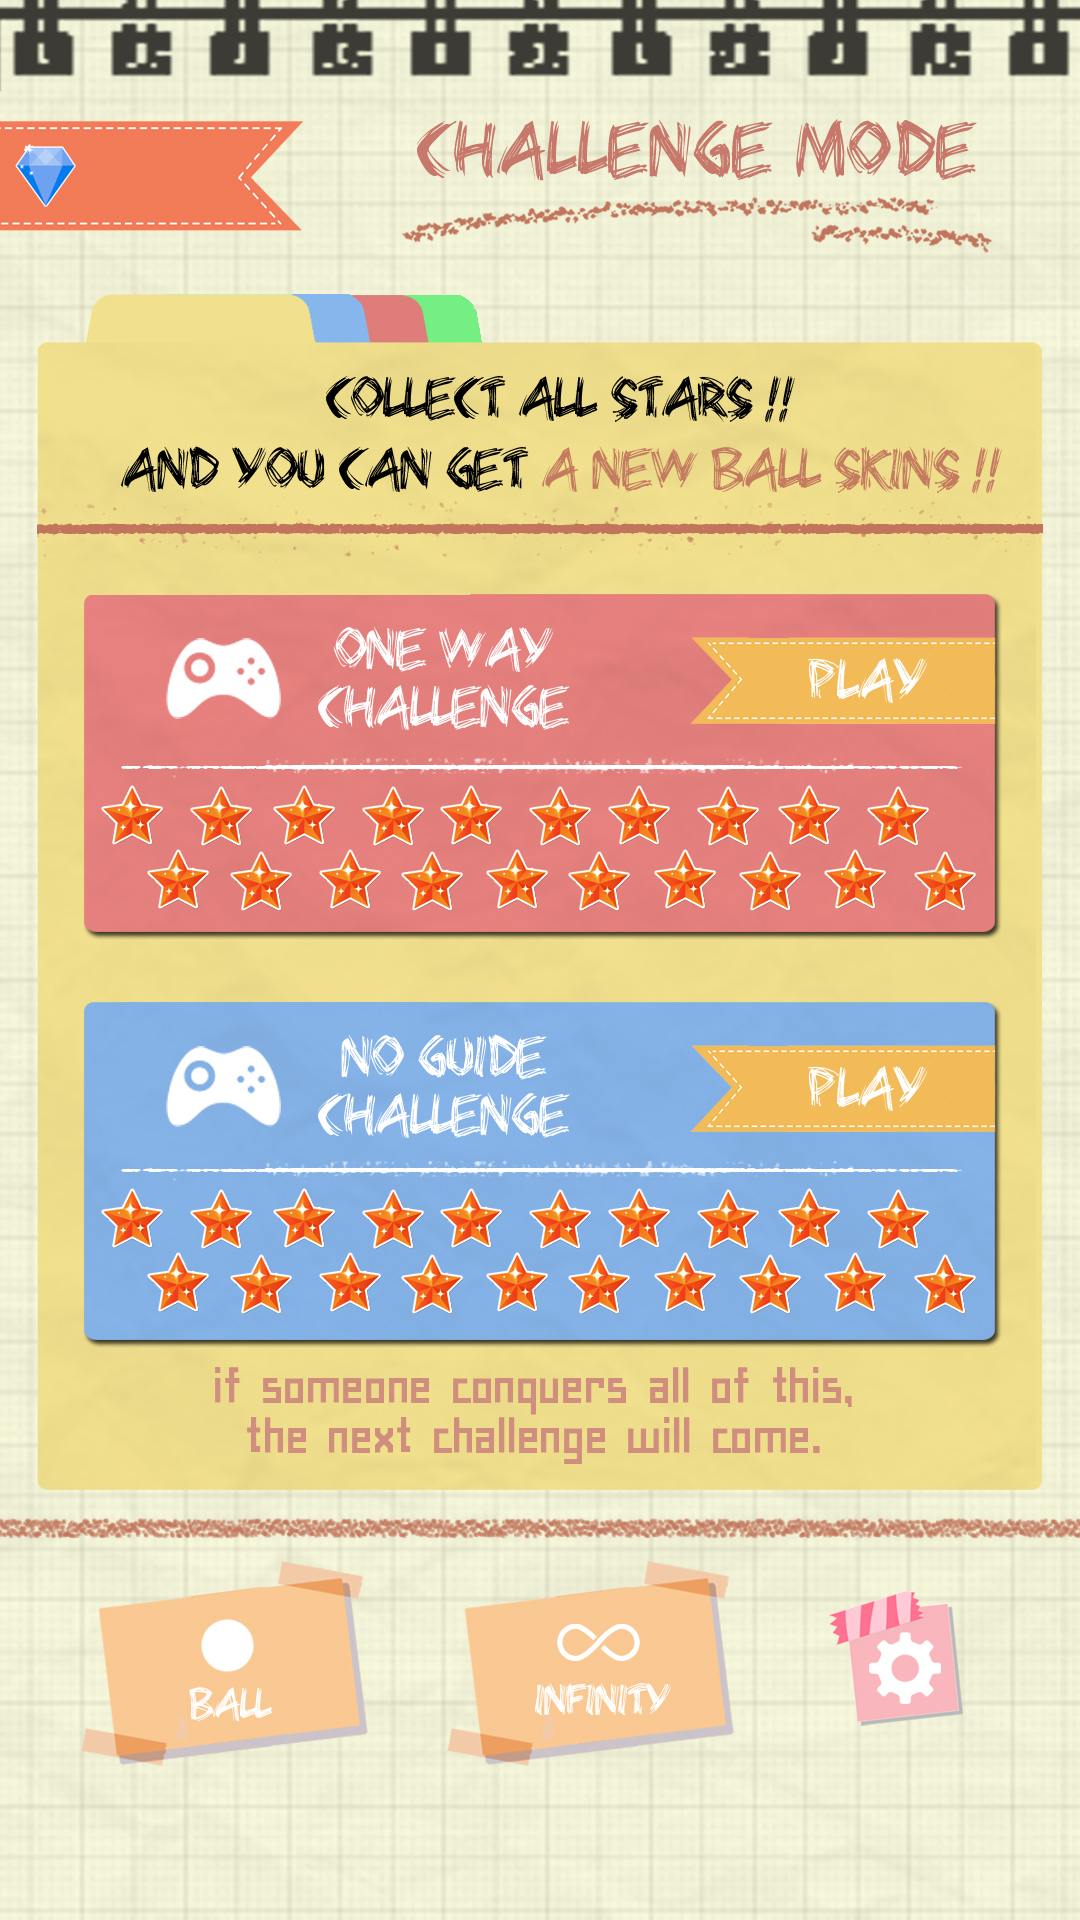 CHALLENGE MODE
COLLECT ALL STARS !!
AND YOU CAN GET A NEW BALL SKINS !!
ONE WAY
CHALLENGE
PLAY
NO GUIDE
CHALLENGE
PLAY
if someone conquers all of this,
the next challenge will come.
BALL
INFINITY